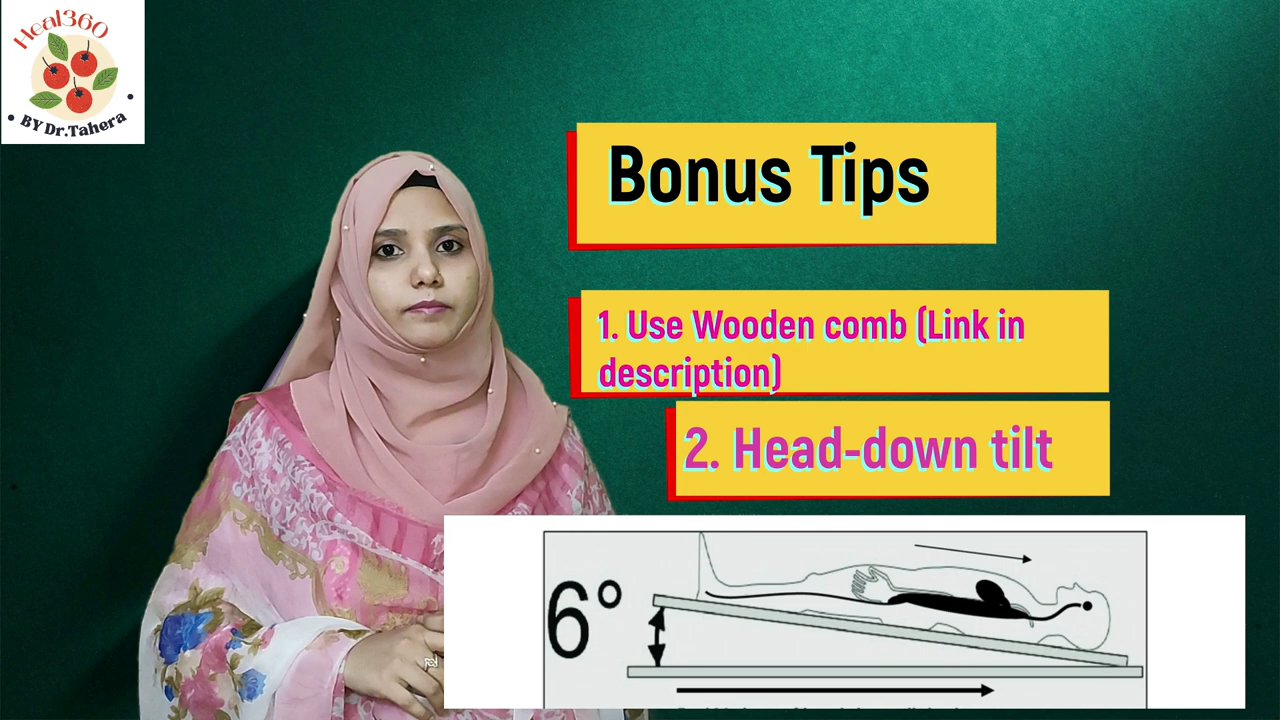 Heal360
BY Dr.Tahera
Bonus Tips
1. Use Wooden comb (Link in
description)
2. Head-down tilt
6°